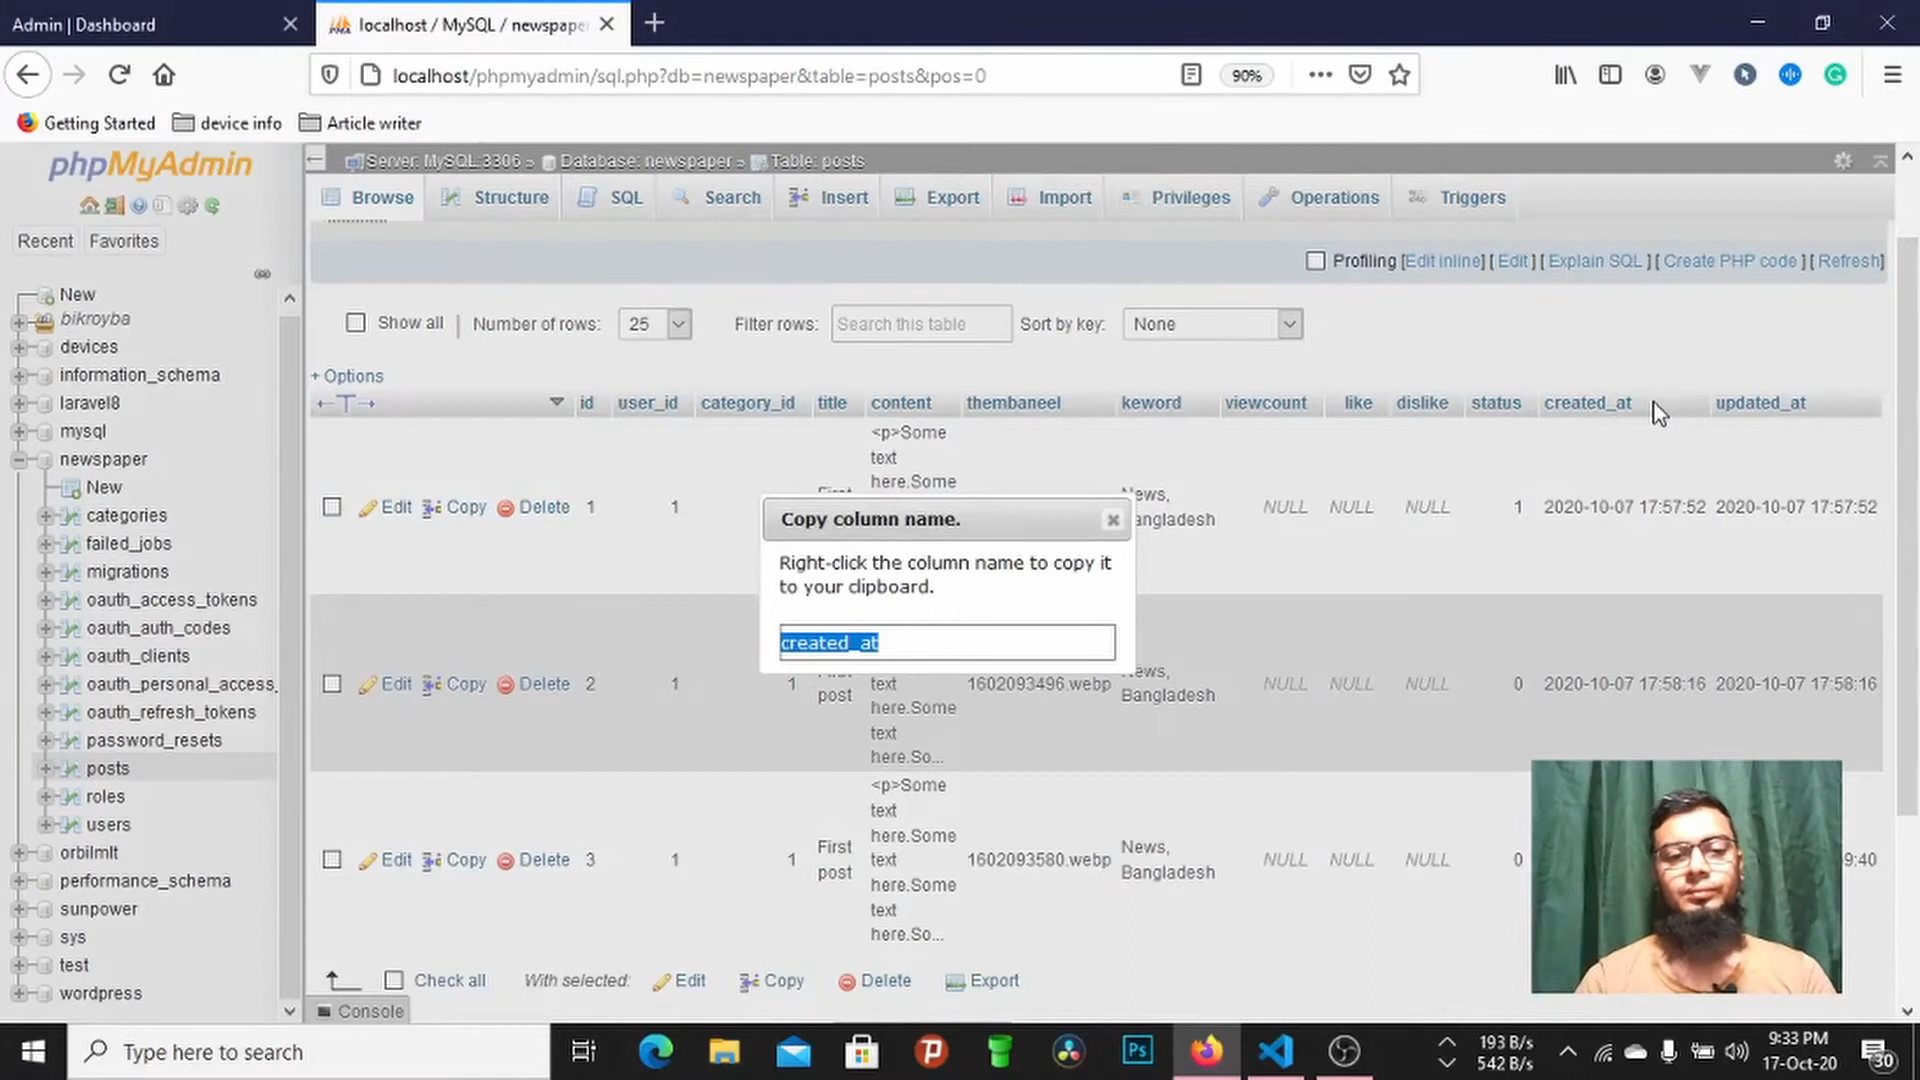 Admin | Dashboard
localhost / MySQL / newspape
localhost/phpmyadmin/sql.php?db=newspaper&table=posts&pos=0
90%
Getting Started
device info
Article writer
phpMyAdmin
Recent
Favorites
New
bikroyba
devices
information_schema
laravel8
mysql
newspaper
New
categories
failed_jobs
migrations
oauth_access_tokens
oauth_auth_codes
oauth_clients
oauth_personal_access_
oauth_refresh_tokens
password_resets
posts
roles
users
orbilmlt
performance_schema
sunpower
sys
test
wordpress
Server: MySQL:3306 » Database: newspaper » Table: posts
Browse
Structure
SQL
Search
Insert
Export
Import
Privileges
Operations
Triggers
Profiling [Edit inline] [ Edit ] [ Explain SQL ] [ Create PHP code ] [ Refresh]
Show all
Number of rows:
25
Filter rows:
Search this table
Sort by key:
None
+ Options
id user_id category_id title content thembaneel keword viewcount like dislike status created_at updated_at
<p>Some
text
here.Some
Edit Copy Delete 1 1
News,
angladesh
NULL NULL NULL 1 2020-10-07 17:57:52 2020-10-07 17:57:52
Copy column name.
Right-click the column name to copy it
to your clipboard.
created_at
Edit Copy Delete 2 1 1
post
text
here.Some
text
here.So...
1602093496.webp
News,
Bangladesh
NULL NULL NULL 0 2020-10-07 17:58:16 2020-10-07 17:58:16
Edit Copy Delete 3 1 1
First
post
<p>Some
text
here.Some
text
here.Some
text
here.So...
1602093580.webp
News,
Bangladesh
NULL NULL NULL 0
9:40
Check all
With selected:
Edit
Copy
Delete
Export
Console
Type here to search
Ps
193 B/s
542 B/s
9:33 PM
17-Oct-20
30